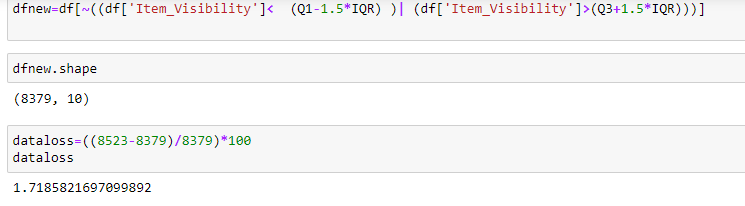 dfnew=df[~((df['Item_Visibility']<  (Q1-1.5*IQR) )| (df['Item_Visibility']>(Q3+1.5*IQR)))]
dfnew.shape
(8379, 10)
dataloss=((8523-8379)/8379)*100
dataloss
1.7185821697099892